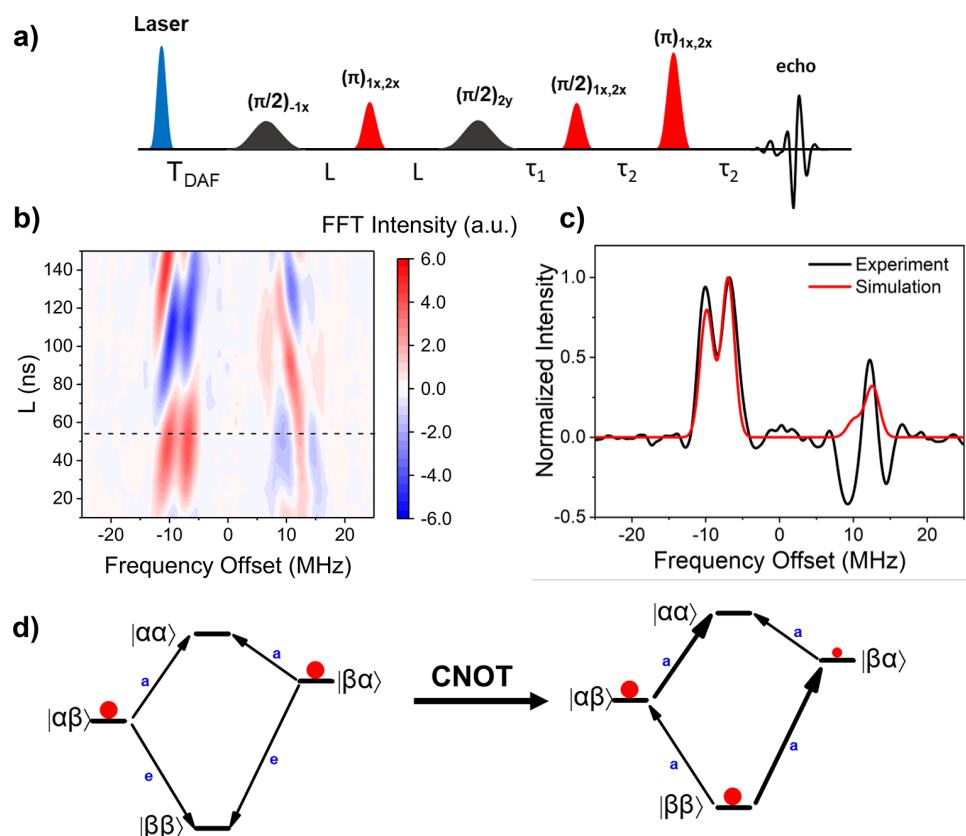 a)
Laser
(π/2)-1x
(π)1x,2x
(π/2)2y
(π/2)1x,2x
(π)1x,2x
echo
TDAF
L
L
τ1
τ2
τ2
b)
FFT Intensity (a.u.)
L (ns)
140
120
100
80
60
40
20
-20
-10
0
10
20
Frequency Offset (MHz)
6.0
4.0
2.0
0.0
-2.0
-4.0
-6.0
c)
Normalized Intensity
1.0
0.5
0.0
-0.5
Experiment
Simulation
-20
-10
0
10
20
Frequency Offset (MHz)
d)
|αα⟩
a
a
|αβ⟩
|βα⟩
e
e
|ββ⟩
CNOT
|αα⟩
a
a
|αβ⟩
|βα⟩
a
a
|ββ⟩